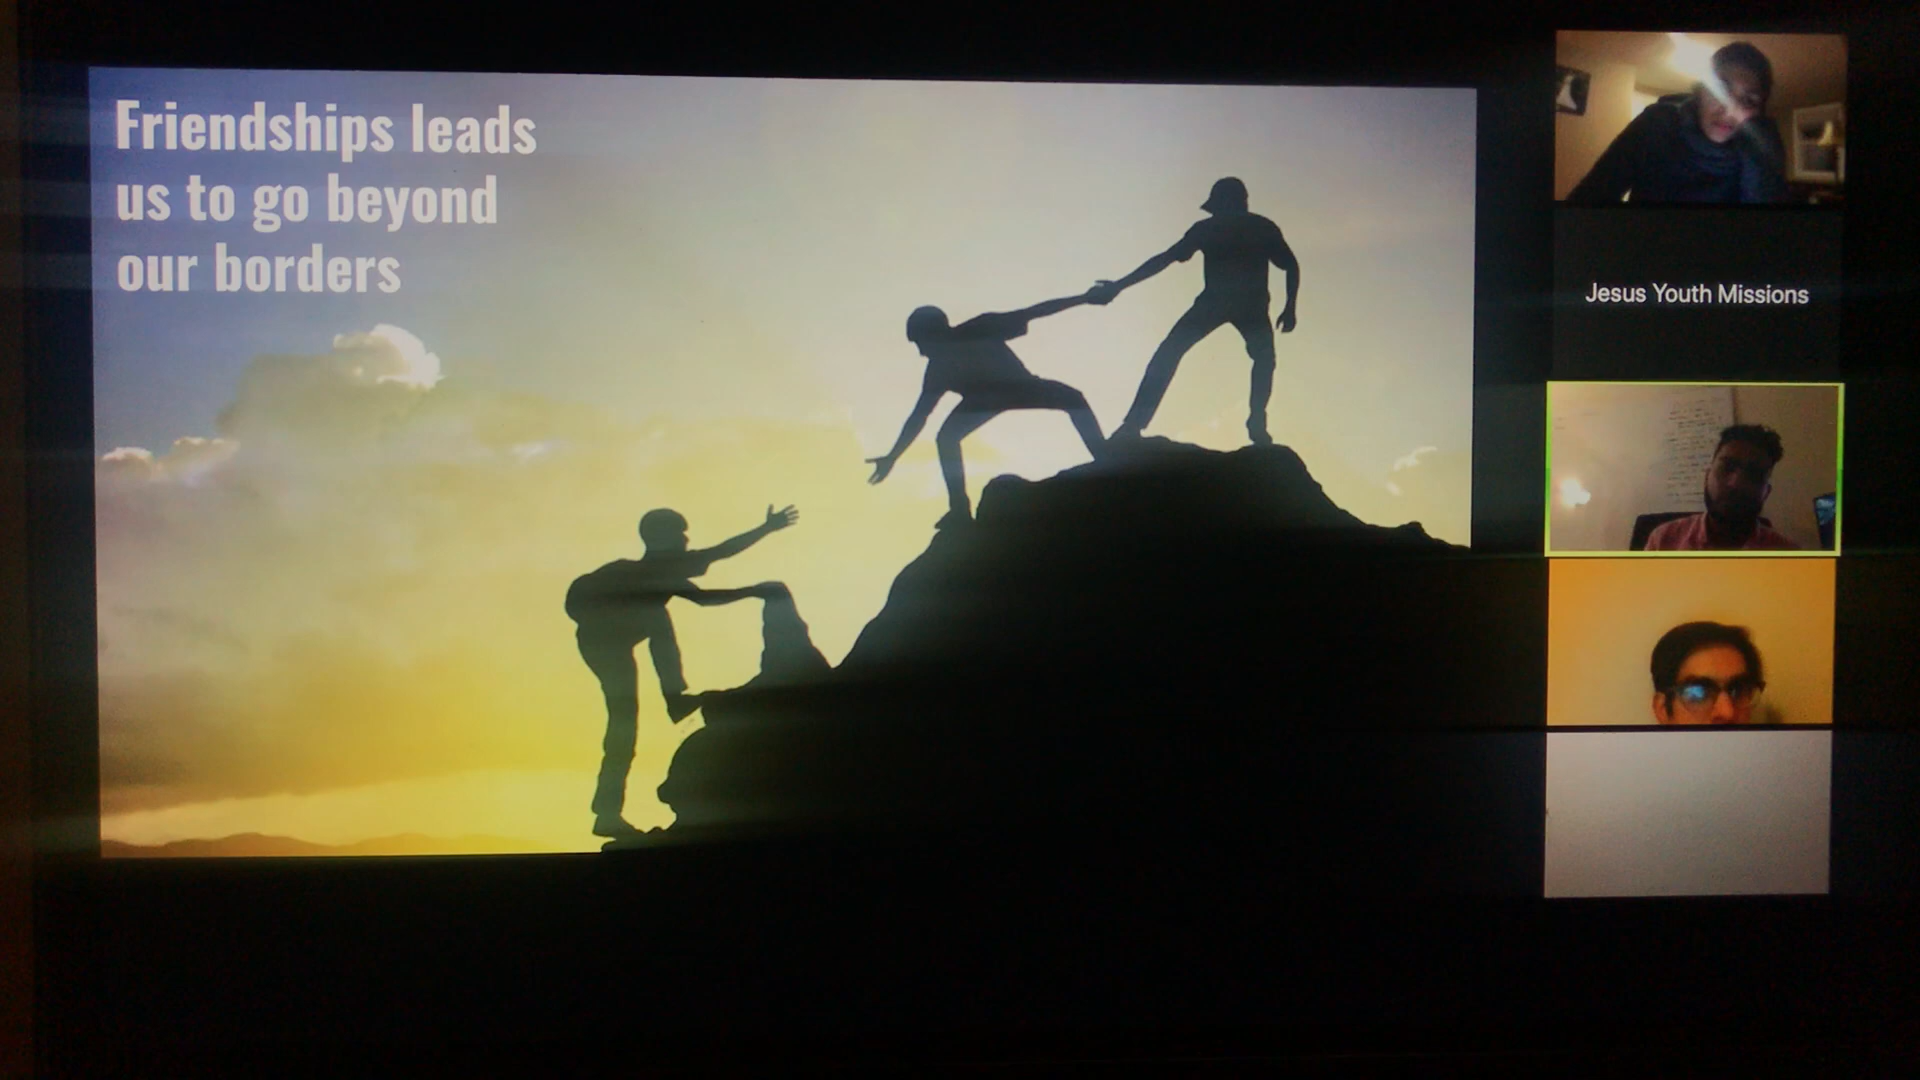 Friendships leads
us to go beyond
our borders
Jesus Youth Missions